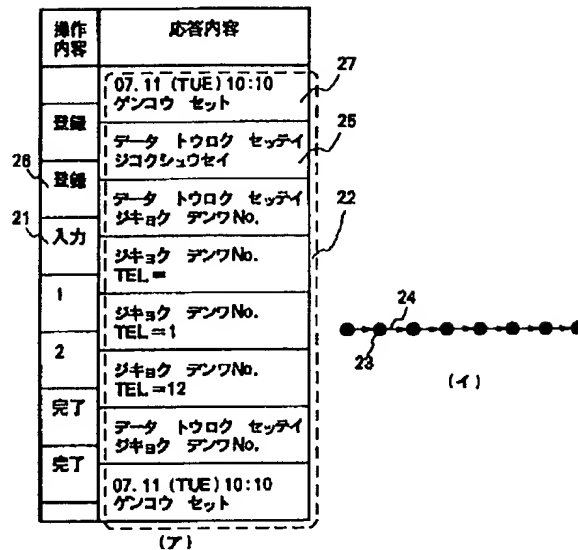 操作
内容
応答内容
07.11 (TUE) 10:10
ゲンコウ セット
27
登録
データ トウロク セッテイ
ジコクシュウセイ
25
26
登録
データ トウロク セッテイ
ジキョク デンワNo.
22
21
入力
ジキョク デンワNo.
TEL=
1
ジキョク デンワNo.
TEL=1
2
ジキョク デンワNo.
TEL=12
完了
データ トウロク セッテイ
ジキョク デンワNo.
完了
07.11 (TUE) 10:10
ゲンコウ セット
(ア)
24
23
(イ)